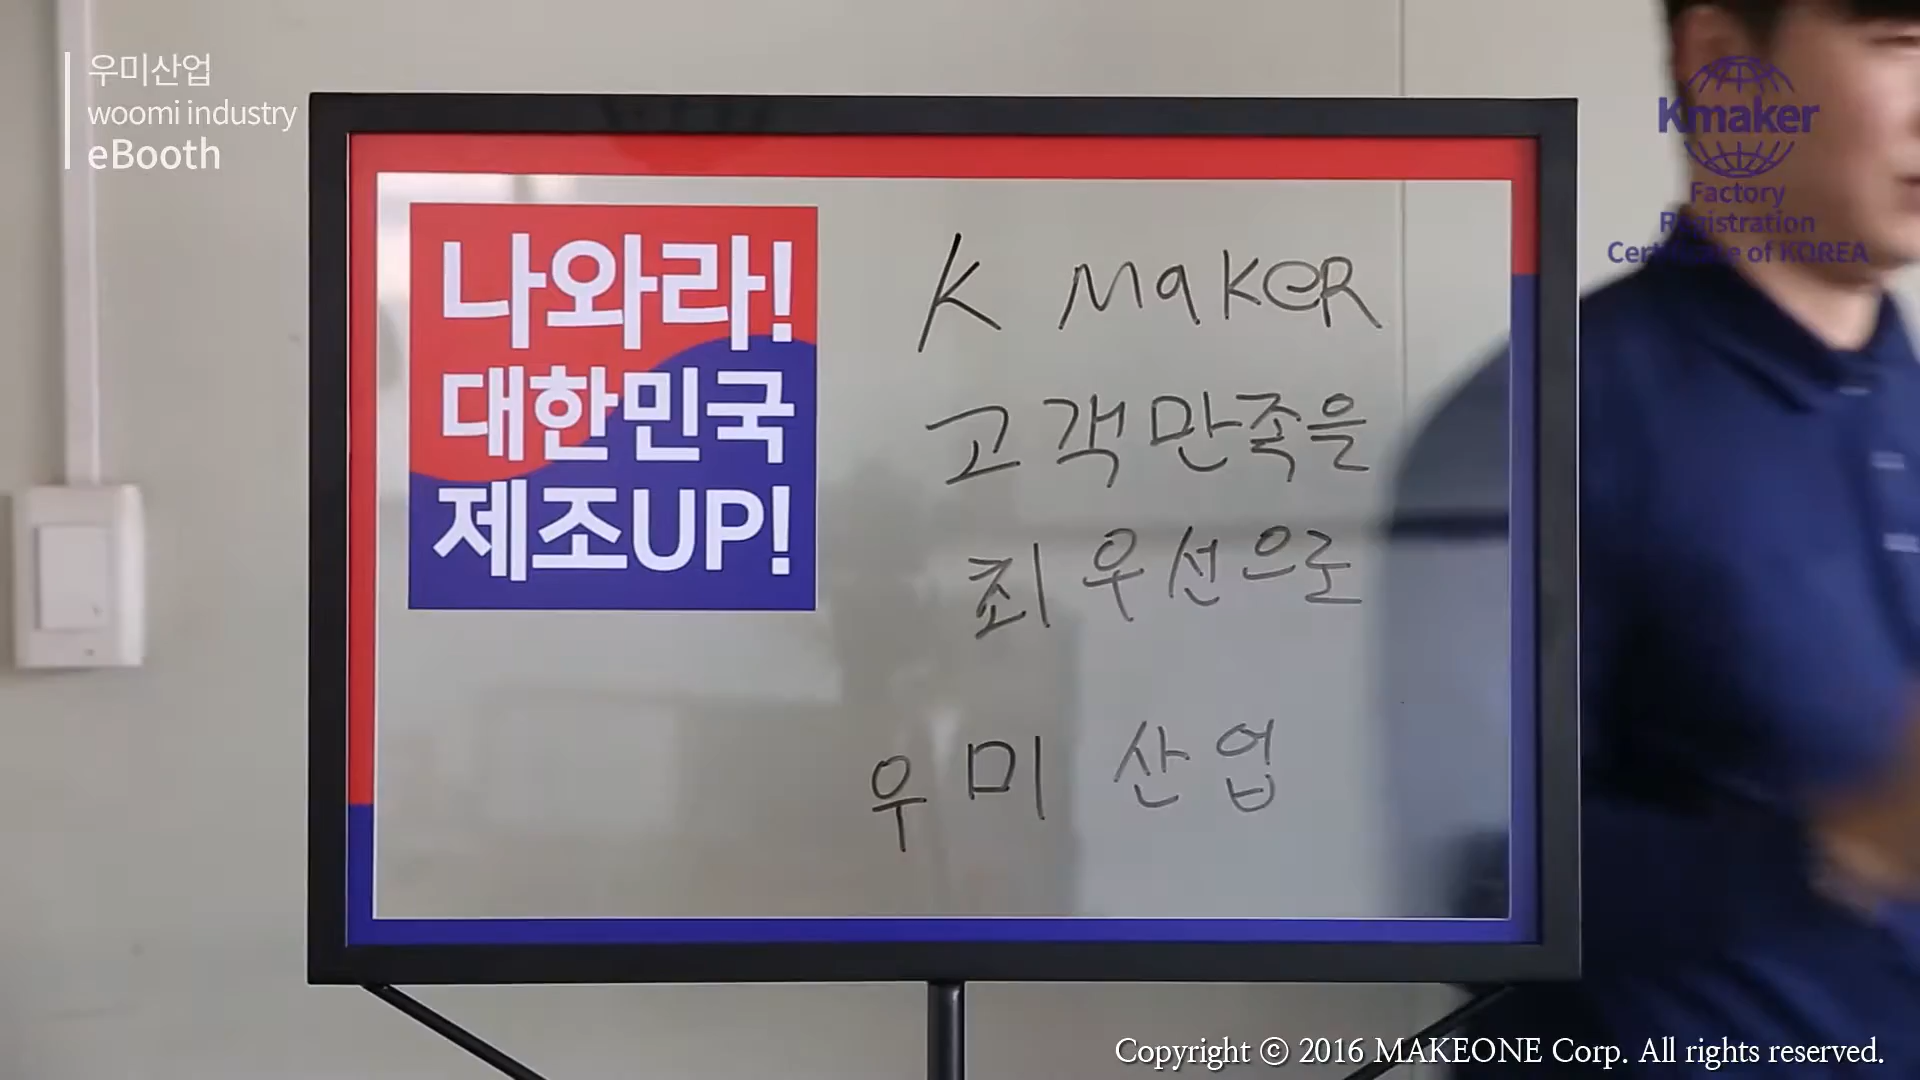 우미산업
woomi industry
eBooth
Kmaker
Factory
Registration
Certificate of KOREA
나와라!
대한민국
제조UP!
K MaKeR
고객만족을
최우선으로
우미 산업
Copyright ⓒ 2016 MAKEONE Corp. All rights reserved.